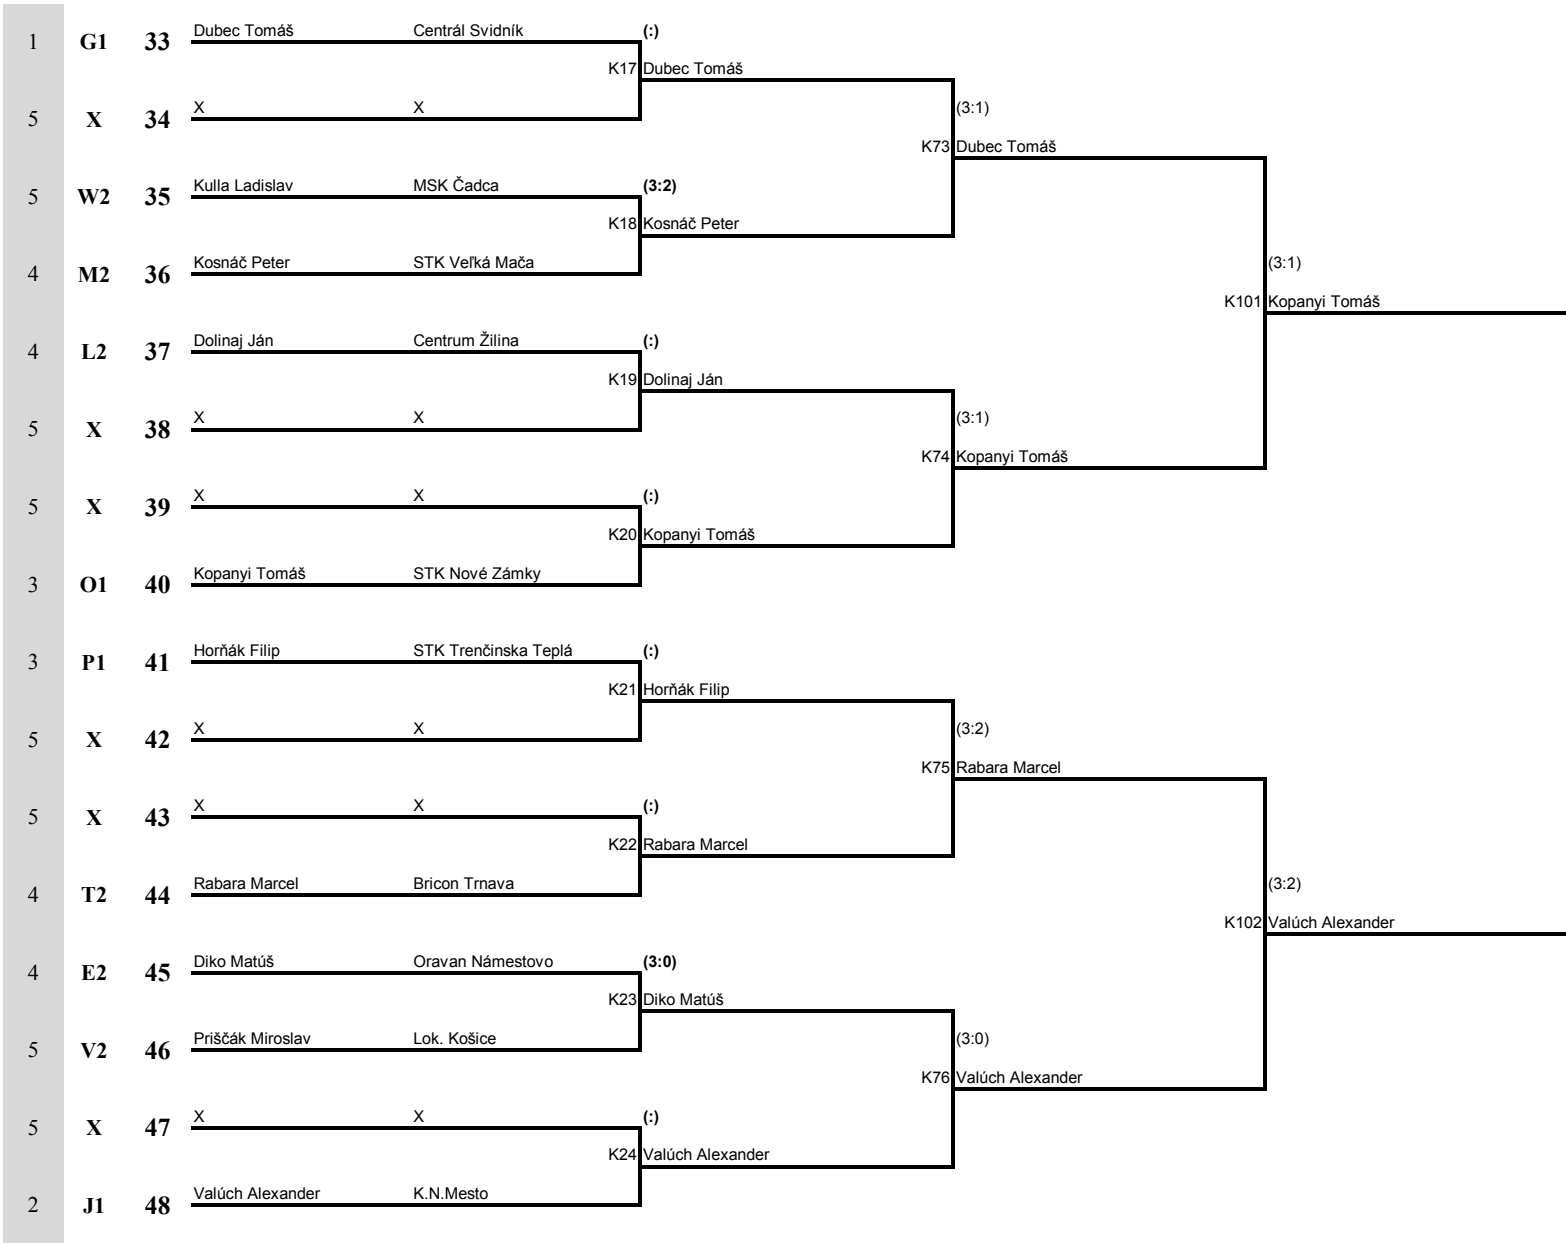 1 G1 33 Dubec Tomáš Centrál Svidník (:)
K17 Dubec Tomáš
5 X 34 X X (3:1)
K73 Dubec Tomáš
5 W2 35 Kulla Ladislav MSK Čadca (3:2)
K18 Kosnáč Peter
4 M2 36 Kosnáč Peter STK Veľká Mača (3:1)
K101 Kopanyi Tomáš
4 L2 37 Dolinaj Ján Centrum Žilina (:)
K19 Dolinaj Ján
5 X 38 X X (3:1)
K74 Kopanyi Tomáš
5 X 39 X X (:)
K20 Kopanyi Tomáš
3 O1 40 Kopanyi Tomáš STK Nové Zámky
3 P1 41 Horňák Filip STK Trenčinska Teplá (:)
K21 Horňák Filip
5 X 42 X X (3:2)
K75 Rabara Marcel
5 X 43 X X (:)
K22 Rabara Marcel
4 T2 44 Rabara Marcel Bricon Trnava (3:2)
K102 Valúch Alexander
4 E2 45 Diko Matúš Oravan Námestovo (3:0)
K23 Diko Matúš
5 V2 46 Priščák Miroslav Lok. Košice (3:0)
K76 Valúch Alexander
5 X 47 X X (:)
K24 Valúch Alexander
2 J1 48 Valúch Alexander K.N.Mesto